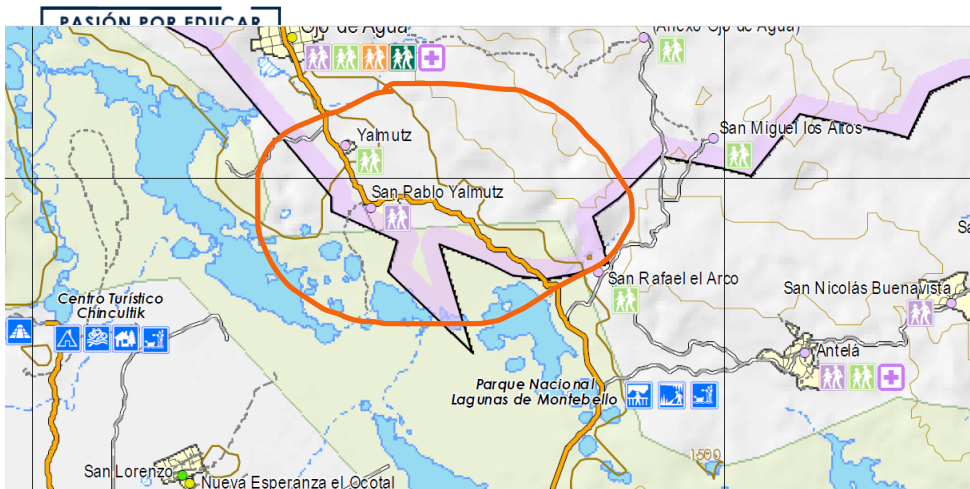 PASIÓN POR EDUCAR
Ojo de Agua
(Anexo Ojo de Agua)
Yalmutz
San Miguel los Altos
San Pablo Yalmutz
San Rafael el Arco
San Nicolás Buenavista
Centro Turístico
Chincultik
Antelá
Parque Nacional
Lagunas de Montebello
1500
San Lorenzo
Nueva Esperanza el Ocotal